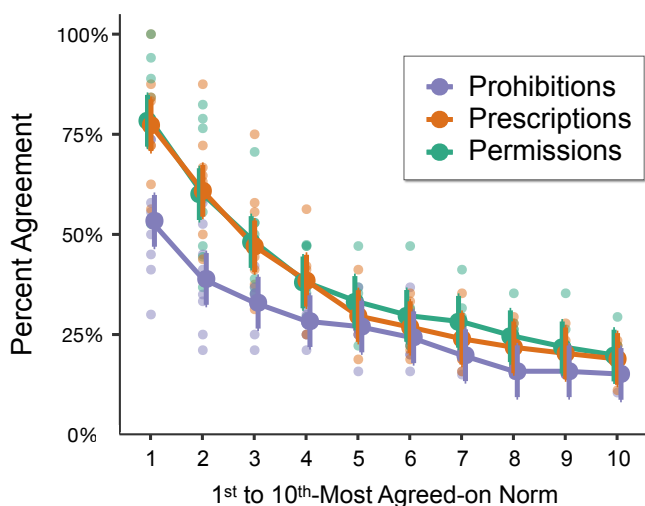 100%
75%
50%
25%
0%
Percent Agreement
Prohibitions
Prescriptions
Permissions
1 2 3 4 5 6 7 8 9 10
1st to 10th-Most Agreed-on Norm